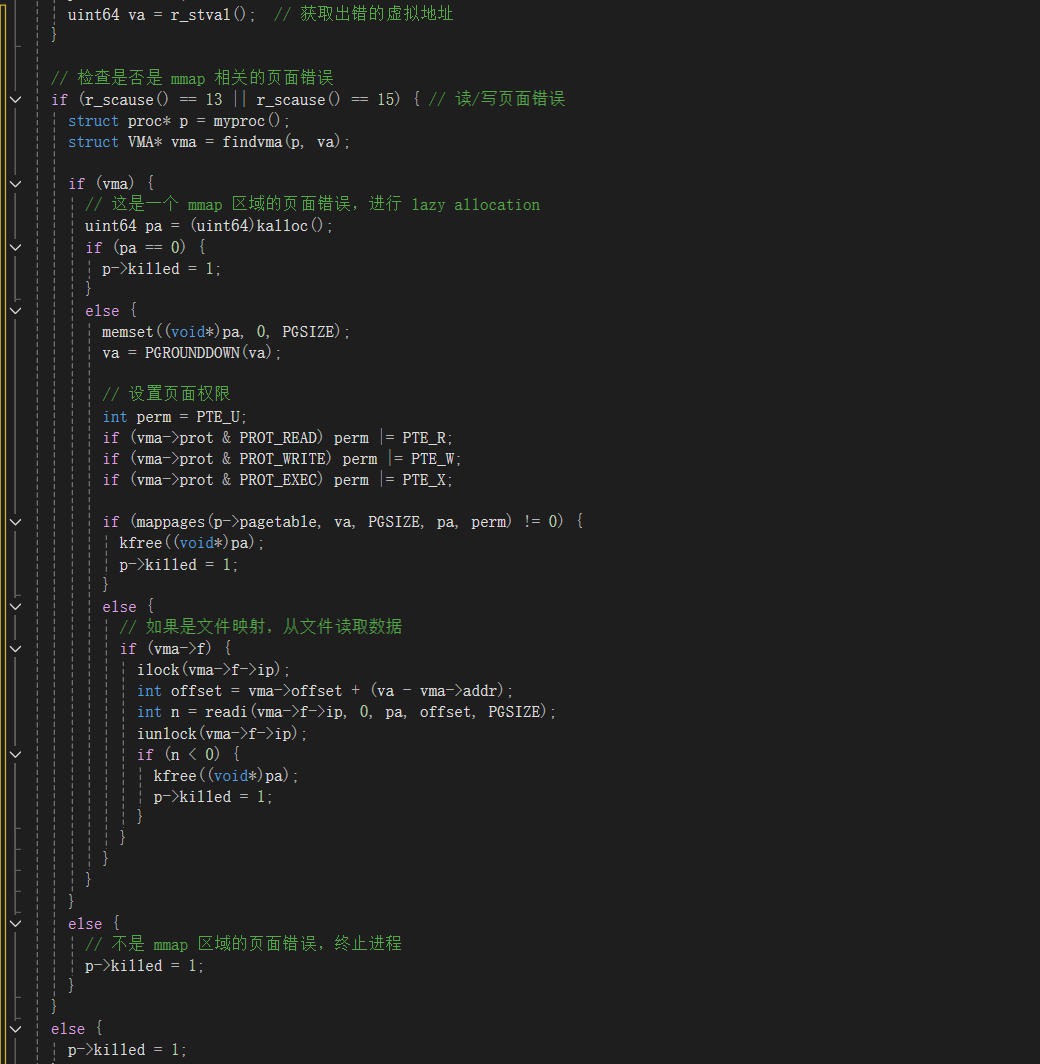 uint64 va = r_stval();  // 获取出错的虚拟地址
}
// 检查是否是 mmap 相关的页面错误
if (r_scause() == 13 || r_scause() == 15) { // 读/写页面错误
struct proc* p = myproc();
struct VMA* vma = findvma(p, va);
if (vma) {
// 这是一个 mmap 区域的页面错误，进行 lazy allocation
uint64 pa = (uint64)kalloc();
if (pa == 0) {
p->killed = 1;
}
else {
memset((void*)pa, 0, PGSIZE);
va = PGROUNDDOWN(va);
// 设置页面权限
int perm = PTE_U;
if (vma->prot & PROT_READ) perm |= PTE_R;
if (vma->prot & PROT_WRITE) perm |= PTE_W;
if (vma->prot & PROT_EXEC) perm |= PTE_X;
if (mappages(p->pagetable, va, PGSIZE, pa, perm) != 0) {
kfree((void*)pa);
p->killed = 1;
}
else {
// 如果是文件映射，从文件读取数据
if (vma->f) {
ilock(vma->f->ip);
int offset = vma->offset + (va - vma->addr);
int n = readi(vma->f->ip, 0, pa, offset, PGSIZE);
iunlock(vma->f->ip);
if (n < 0) {
kfree((void*)pa);
p->killed = 1;
}
}
}
}
}
else {
// 不是 mmap 区域的页面错误，终止进程
p->killed = 1;
}
}
else {
p->killed = 1;